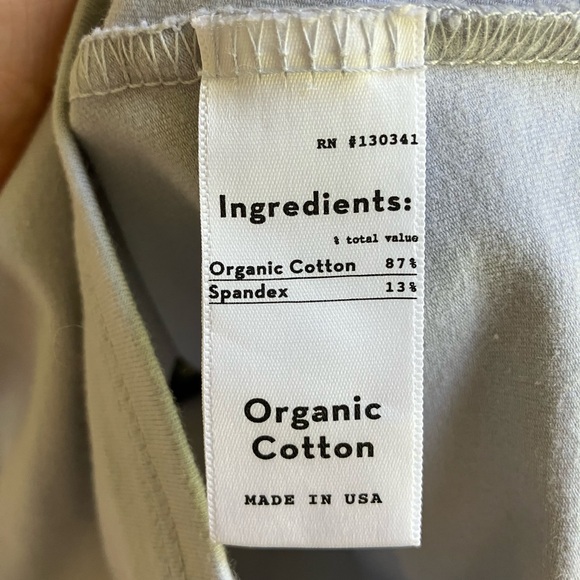 RN #130341
Ingredients:
% total value
Organic Cotton 87%
Spandex 13%
Organic
Cotton
MADE IN USA